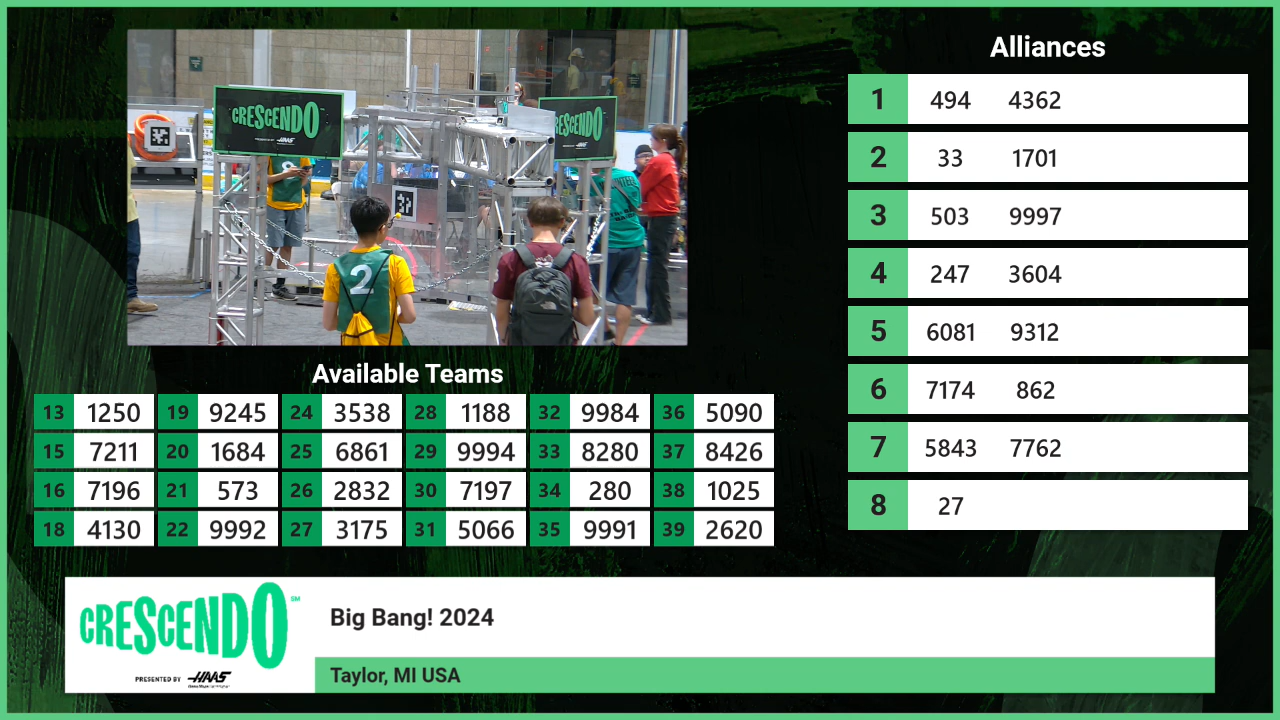 Alliances
1 494 4362
2 33 1701
3 503 9997
4 247 3604
5 6081 9312
6 7174 862
7 5843 7762
8 27
CRESCENDO
CRESCENDO
HAAS
2
Available Teams
13 1250 19 9245 24 3538 28 1188 32 9984 36 5090
15 7211 20 1684 25 6861 29 9994 33 8280 37 8426
16 7196 21 573 26 2832 30 7197 34 280 38 1025
18 4130 22 9992 27 3175 31 5066 35 9991 39 2620
CRESCENDO SM
PRESENTED BY HAAS
Big Bang! 2024
Taylor, MI USA